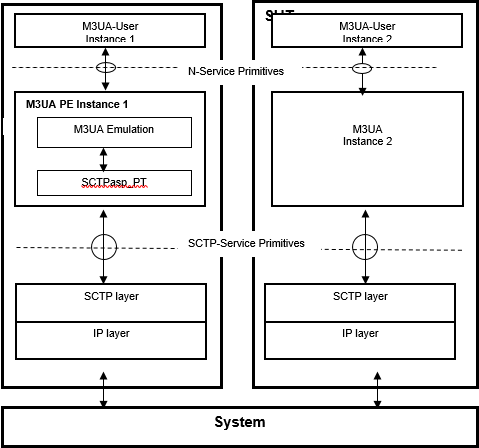 SUT
M3UA-User
Instance 1
M3UA-User
Instance 2
N-Service Primitives
M3UA PE Instance 1
M3UA Emulation
SCTPasp_PT
M3UA
Instance 2
SCTP-Service Primitives
SCTP layer
IP layer
SCTP layer
IP layer
System